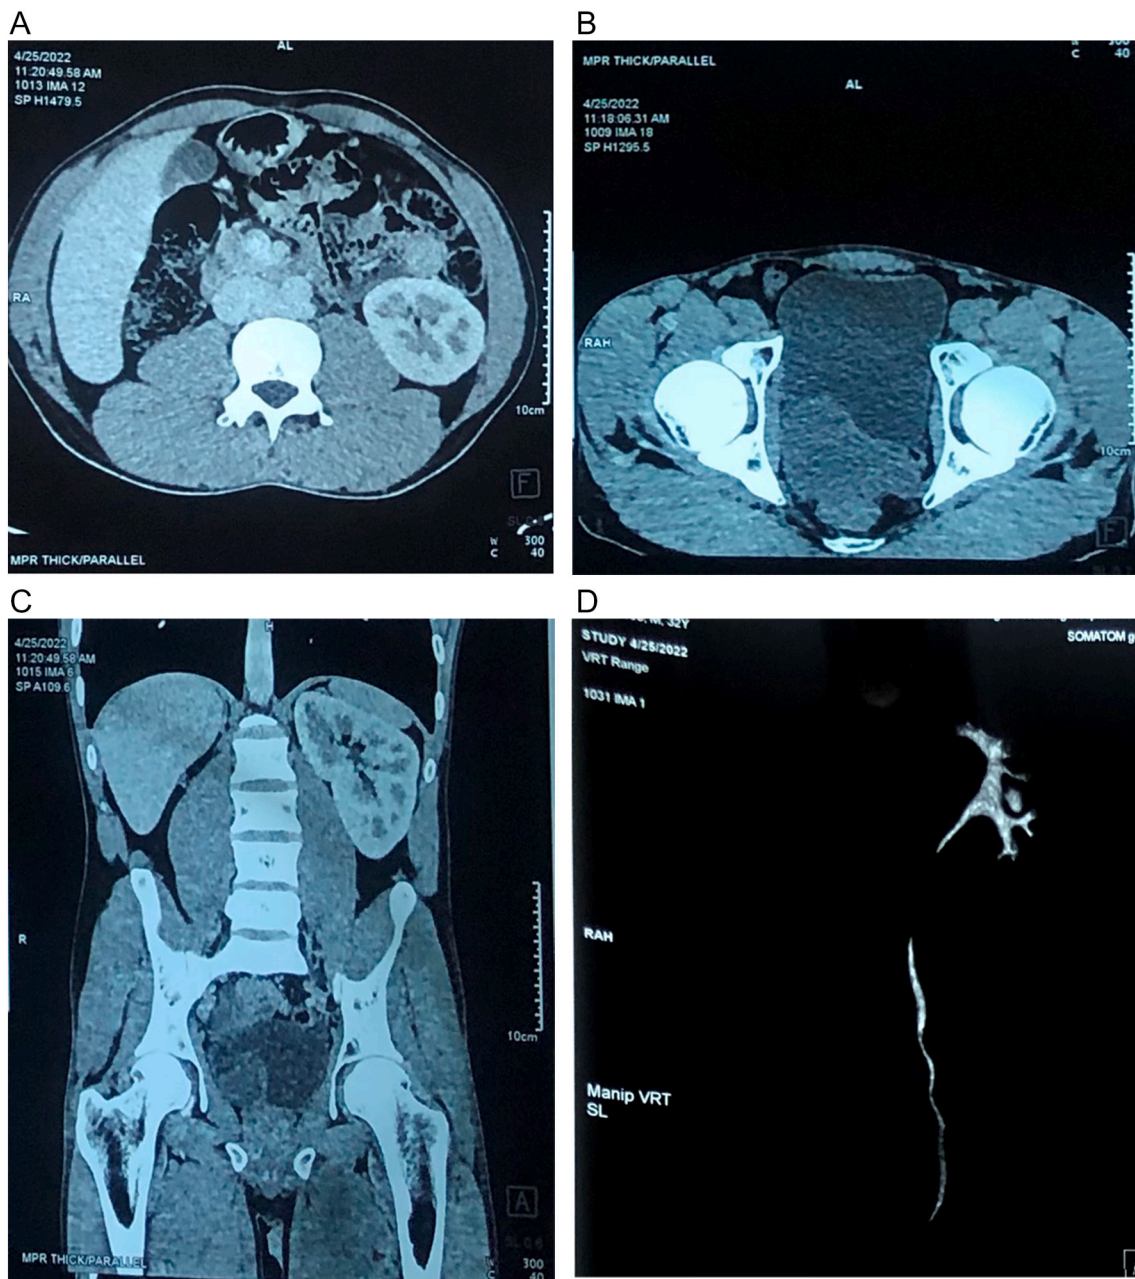 A
AL
4/25/2022
11:20:49.58 AM
1013 IMA 12
SP H1479.5
RA
10cm
F
W 300
C 40
MPR THICK/PARALLEL
B
C 40
MPR THICK/PARALLEL
AL
4/25/2022
11:18:06.31 AM
1009 IMA 18
SP H1295.5
RAH
10cm
F
C
H
4/25/2022
11:20:49.58 AM
1015 IMA 6
SP A109.6
R
10cm
A
MPR THICK/PARALLEL
W 300
C 40
D
M, 32Y
STUDY 4/25/2022
VRT Range
SOMATOM
1031 IMA 1
RAH
Manip VRT
SL